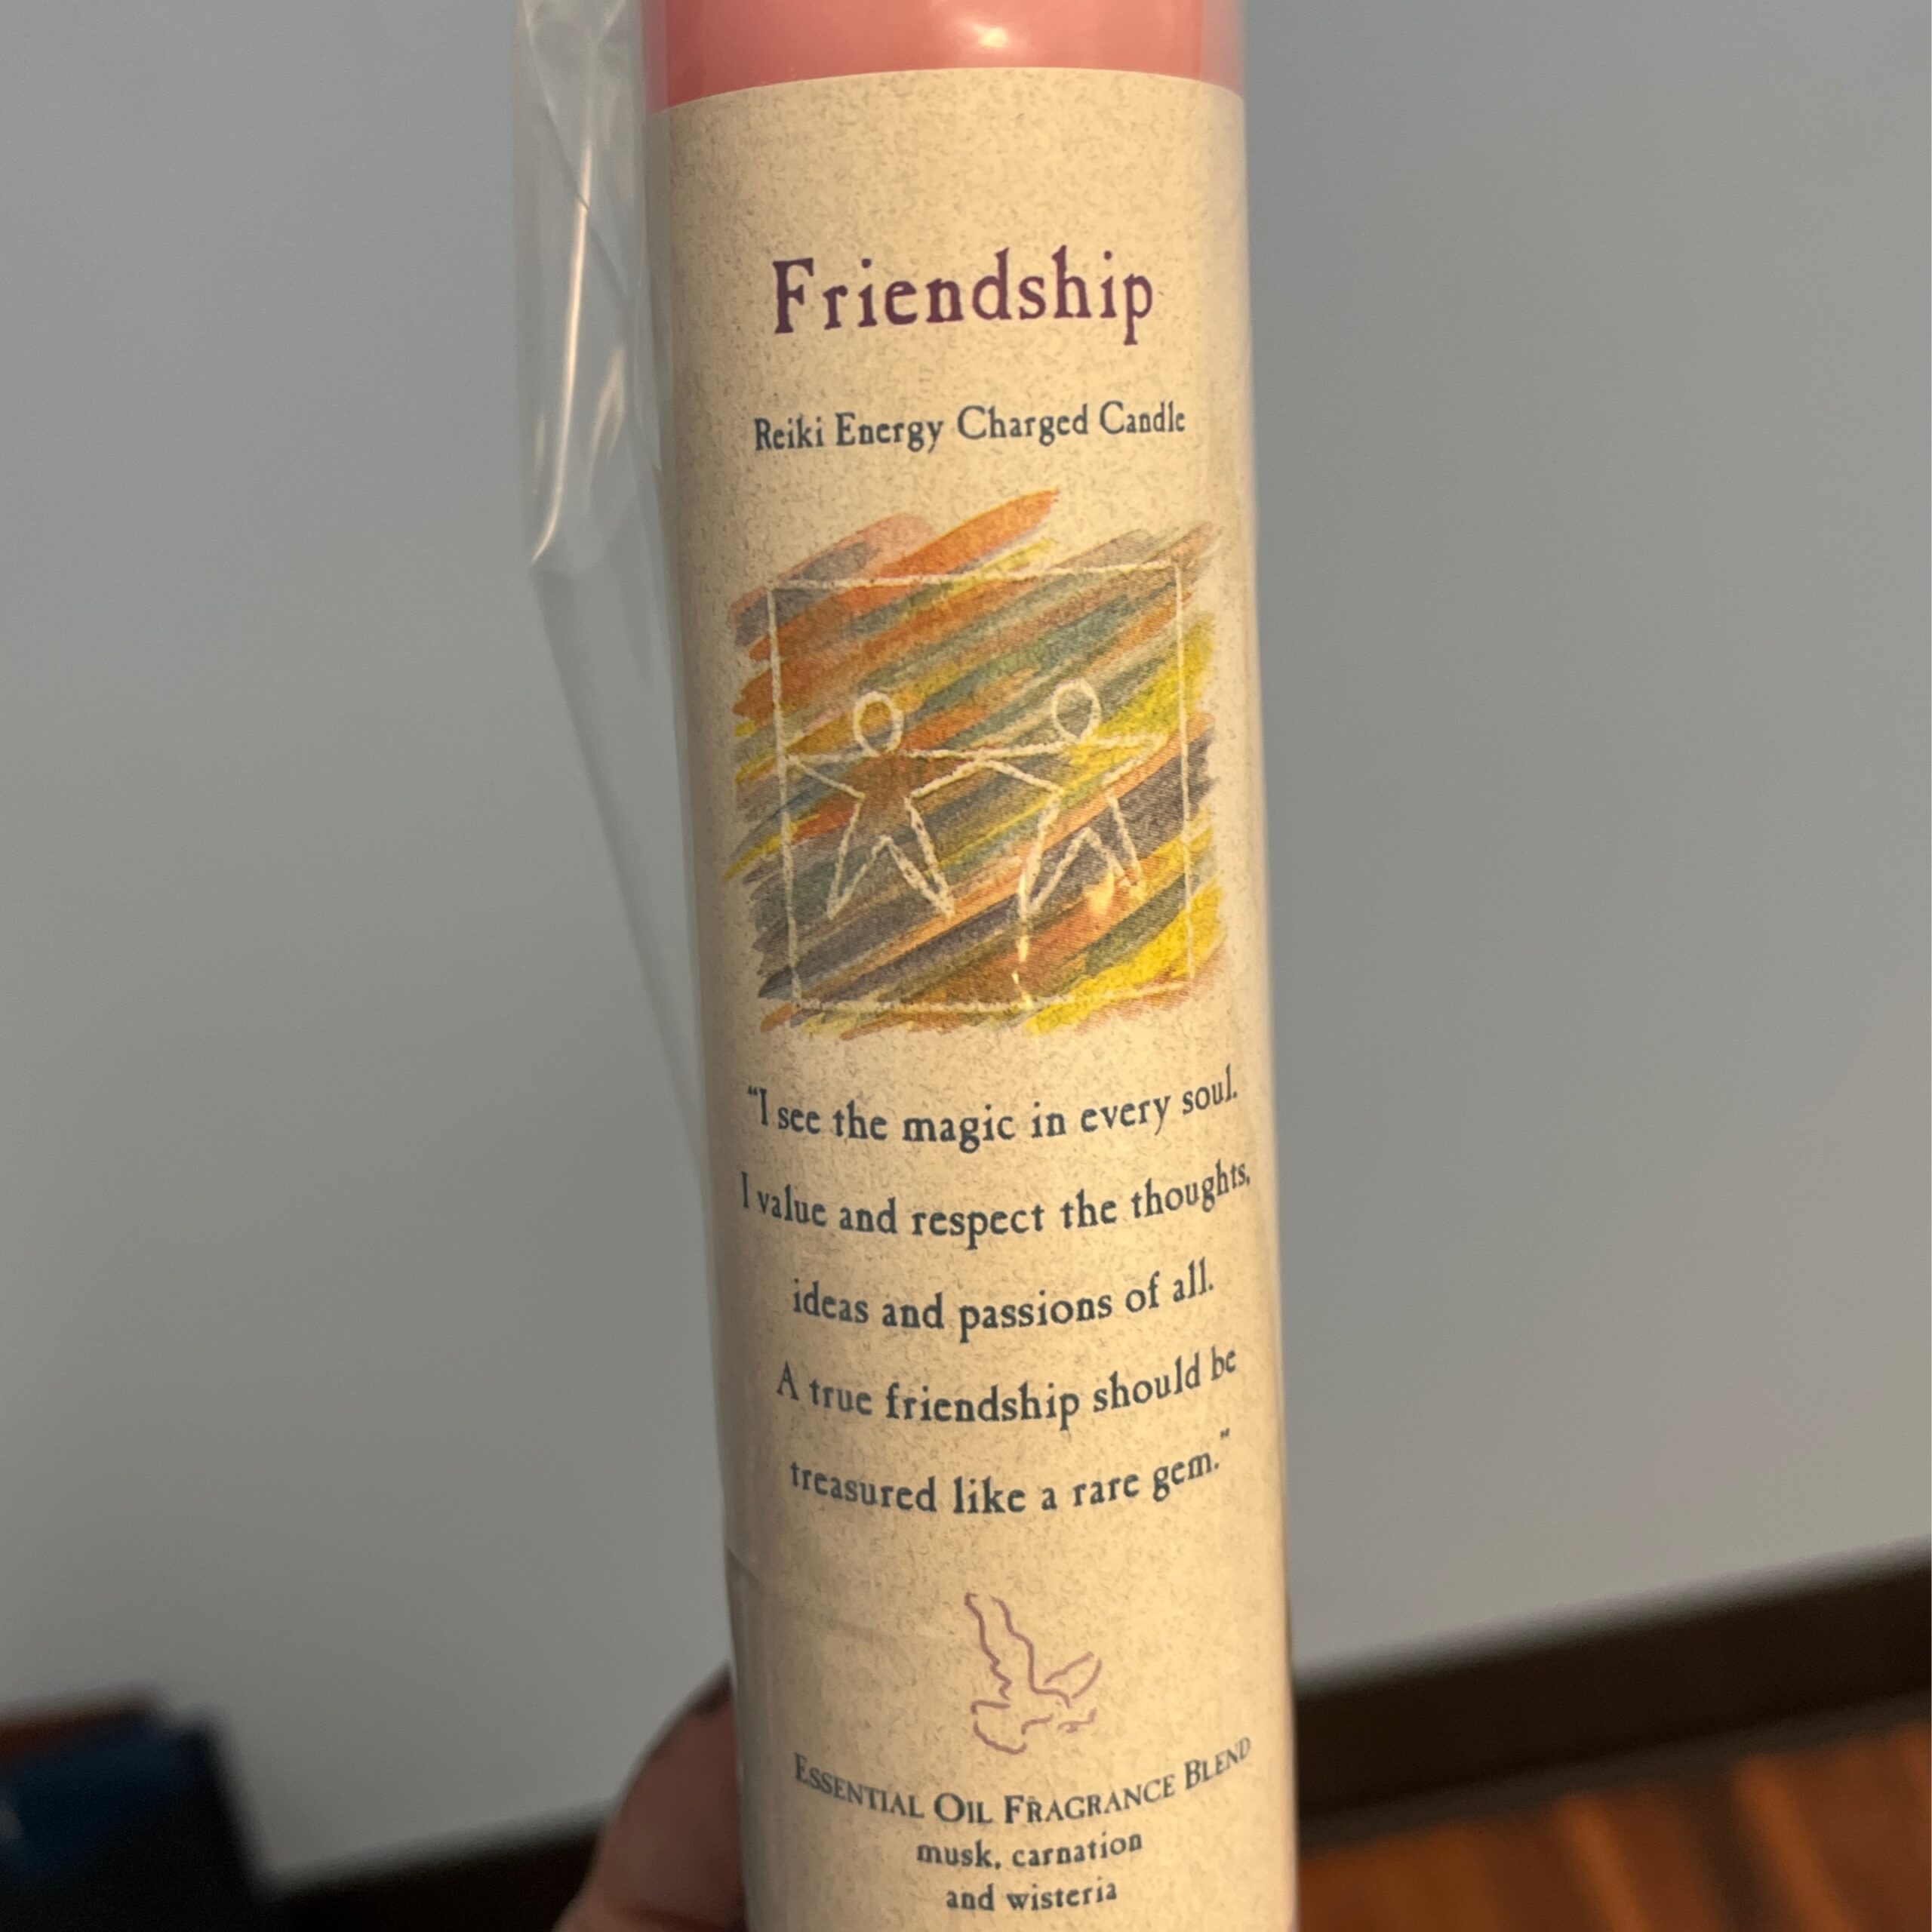 Friendship
Reiki Energy Charged Candle
“I see the magic in every soul.
I value and respect the thoughts,
ideas and passions of all.
A true friendship should be
treasured like a rare gem.”
ESSENTIAL OIL FRAGRANCE BLEND
musk, carnation
and wisteria